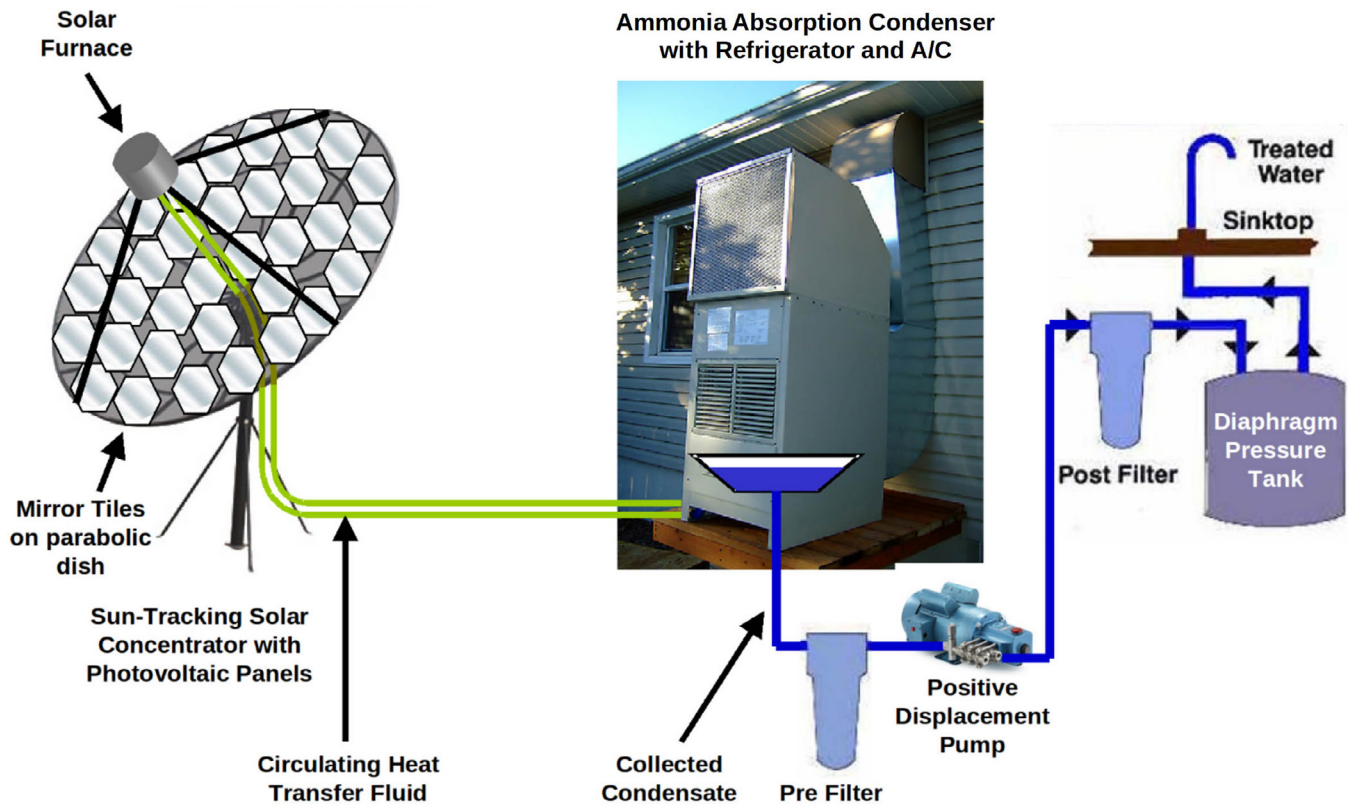 Solar
Furnace
Ammonia Absorption Condenser
with Refrigerator and A/C
Treated
Water
Sinktop
Diaphragm
Pressure
Tank
Post Filter
Mirror Tiles
on parabolic
dish
Sun-Tracking Solar
Concentrator with
Photovoltaic Panels
Positive
Displacement
Pump
Circulating Heat
Transfer Fluid
Collected
Condensate
Pre Filter